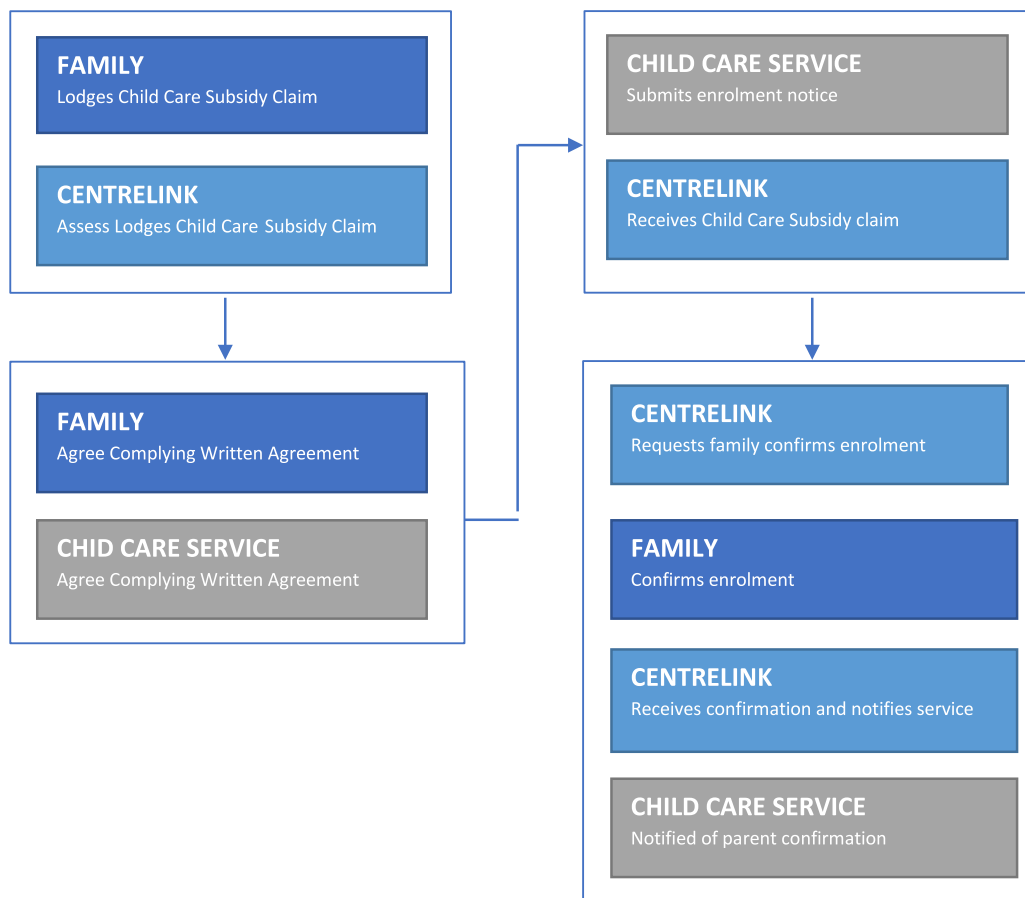 FAMILY
Lodges Child Care Subsidy Claim
CENTRELINK
Assess Lodges Child Care Subsidy Claim
FAMILY
Agree Complying Written Agreement
CHID CARE SERVICE
Agree Complying Written Agreement
CHILD CARE SERVICE
Submits enrolment notice
CENTRELINK
Receives Child Care Subsidy claim
CENTRELINK
Requests family confirms enrolment
FAMILY
Confirms enrolment
CENTRELINK
Receives confirmation and notifies service
CHILD CARE SERVICE
Notified of parent confirmation